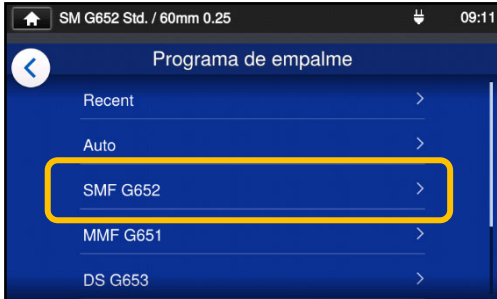 SM G652 Std. / 60mm 0.25 09:11
Programa de empalme
Recent
Auto
SMF G652
MMF G651
DS G653